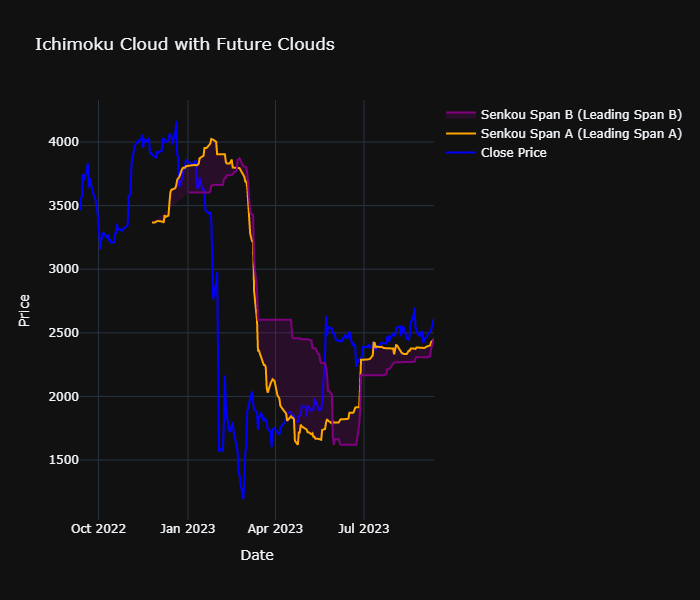 Ichimoku Cloud with Future Clouds
Senkou Span B (Leading Span B)
Senkou Span A (Leading Span A)
Close Price
4000
3500
3000
2500
2000
1500
Price
Oct 2022
Jan 2023
Apr 2023
Jul 2023
Date